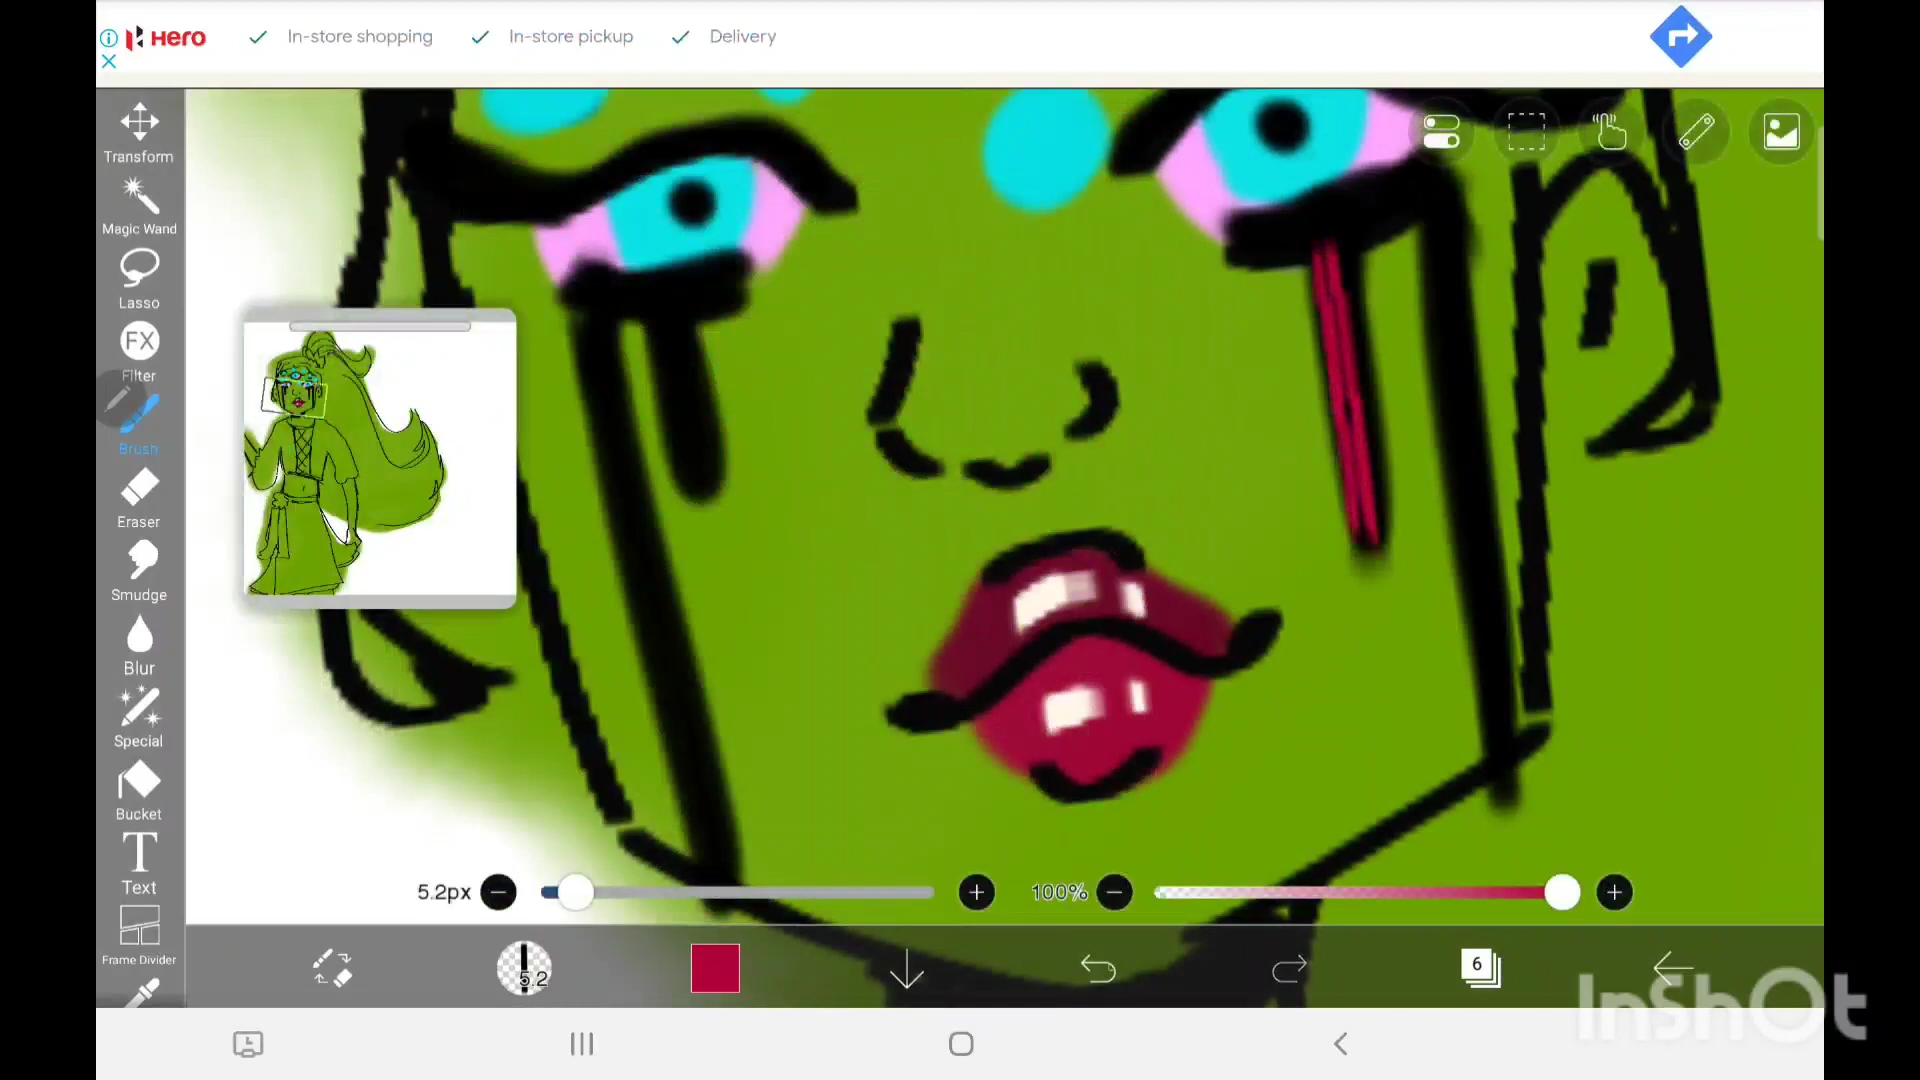 Hero
In-store shopping
In-store pickup
Delivery
Transform
Magic Wand
Lasso
FX
Filter
Brush
Eraser
Smudge
Blur
Special
Bucket
T
Text
Frame Divider
5.2px
100%
5.2
6
InShOt